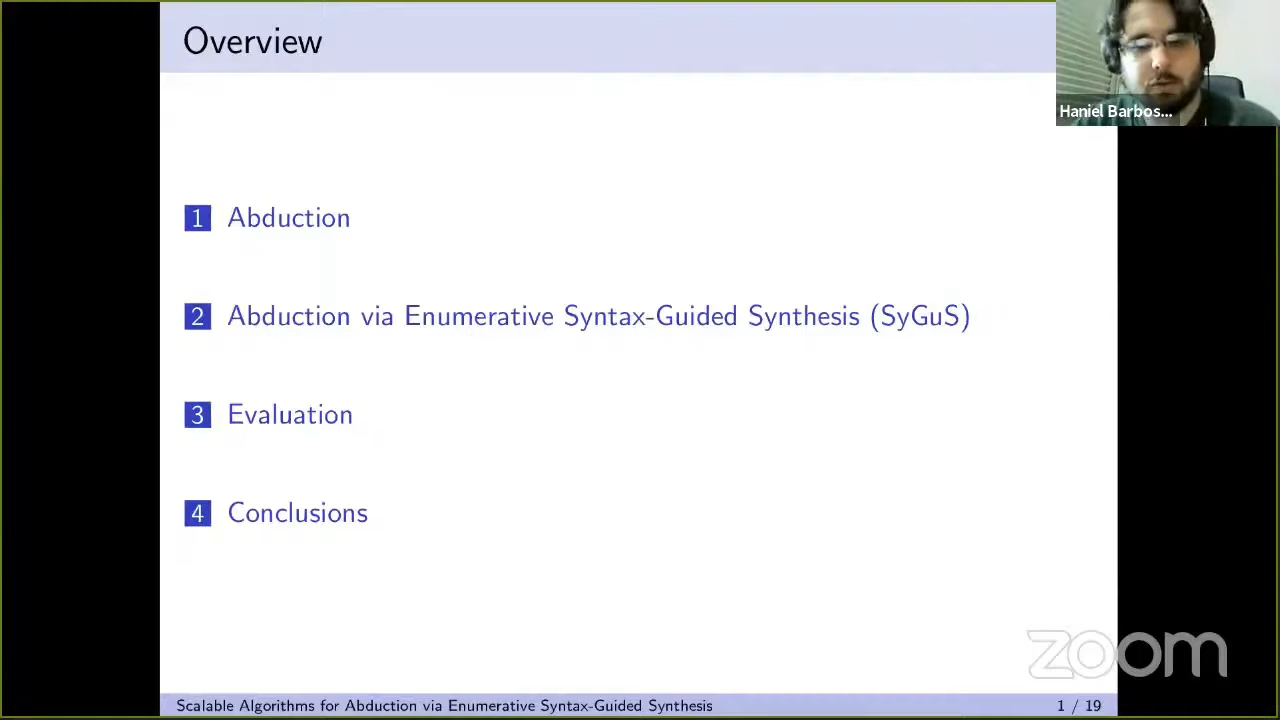 Overview
Haniel Barbos...
1 Abduction
2 Abduction via Enumerative Syntax-Guided Synthesis (SyGuS)
3 Evaluation
4 Conclusions
zoom
Scalable Algorithms for Abduction via Enumerative Syntax-Guided Synthesis 1 / 19